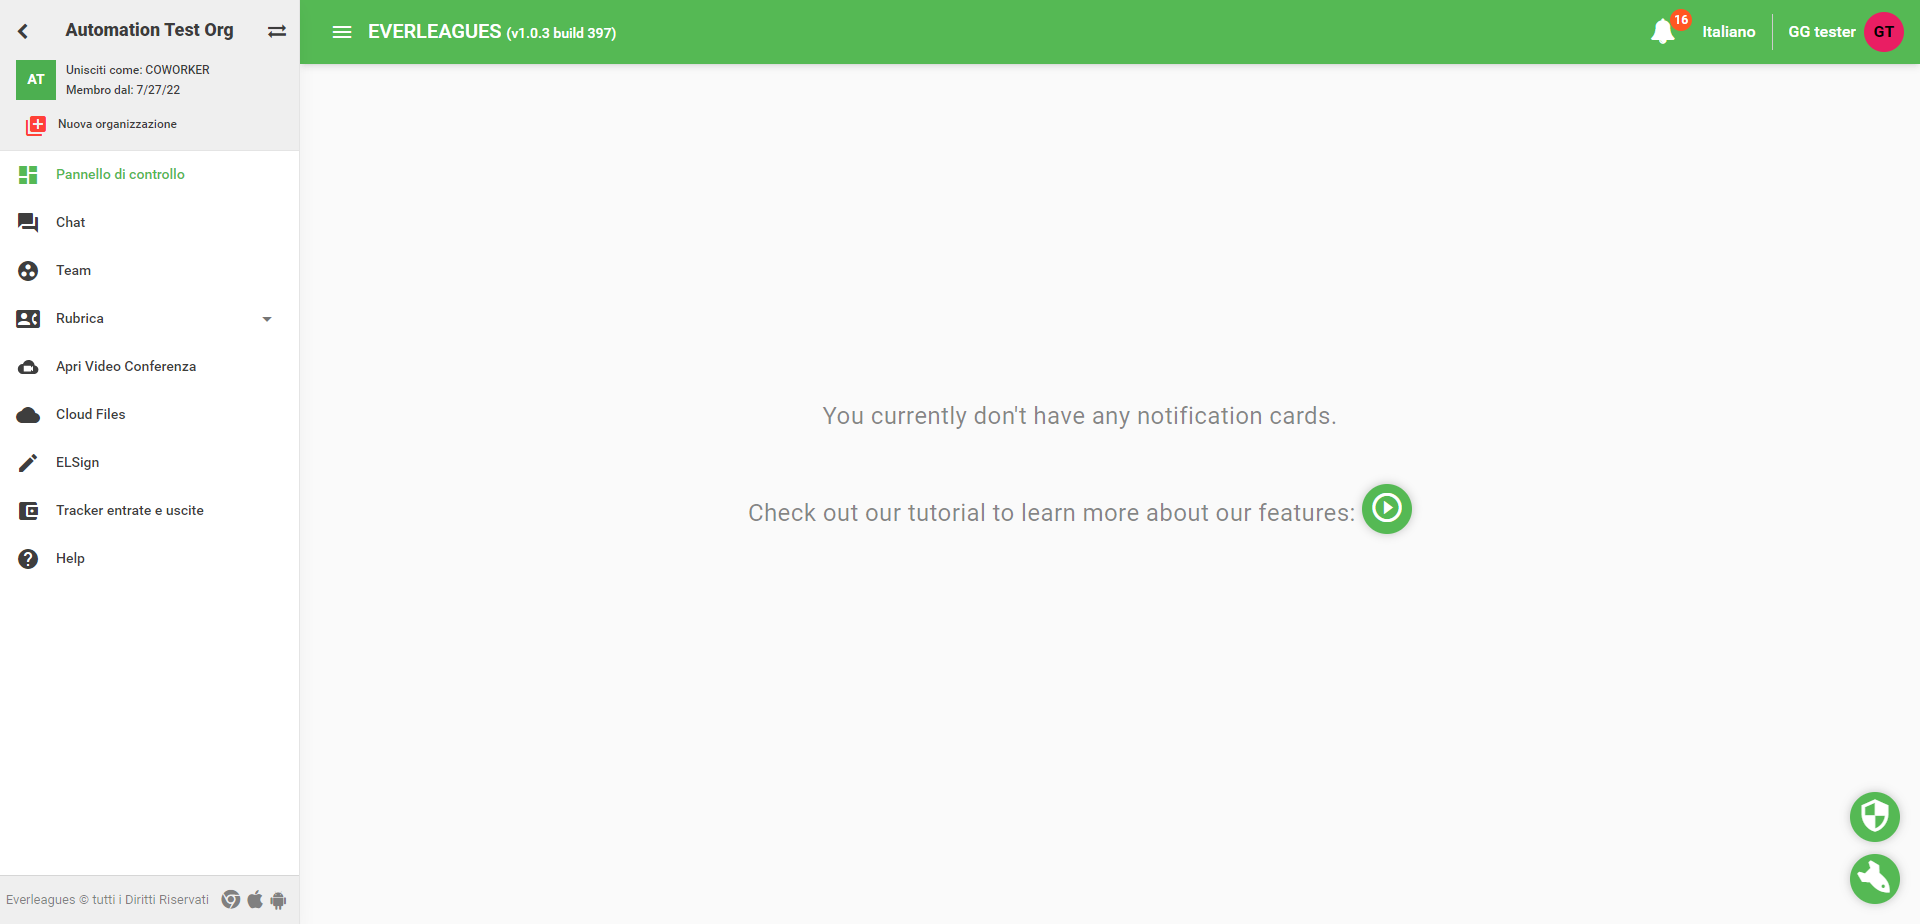 Automation Test Org
AT
Unisciti come: COWORKER
Membro dal: 7/27/22
Nuova organizzazione
Pannello di controllo
Chat
Team
Rubrica
Apri Video Conferenza
Cloud Files
ELSign
Tracker entrate e uscite
Help
Everleagues © tutti i Diritti Riservati
EVERLEAGUES (v1.0.3 build 397)
16
Italiano
GG tester
GT
You currently don't have any notification cards.
Check out our tutorial to learn more about our features: